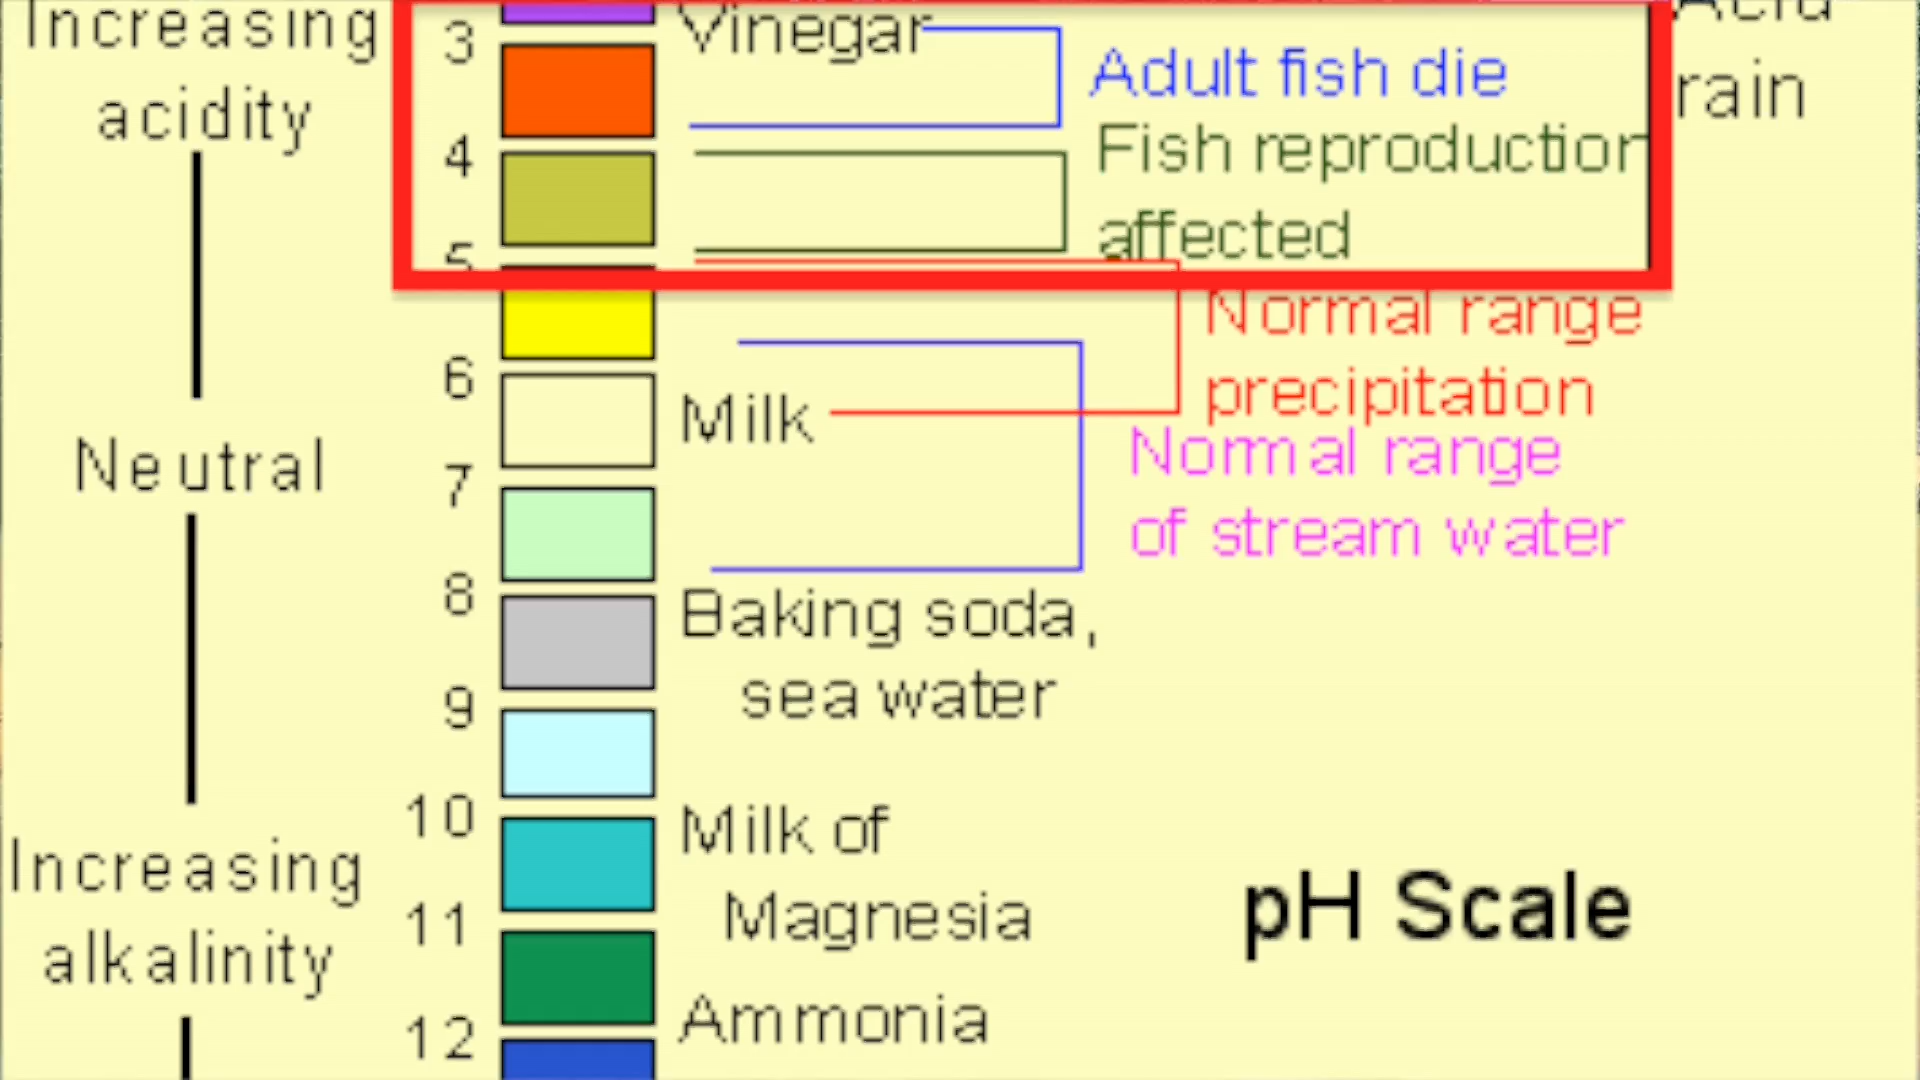 Increasing
acidity
Neutral
Increasing
alkalinity
3
4
5
6
7
8
9
10
11
12
Vinegar
Milk
Baking soda,
sea water
Milk of
Magnesia
Ammonia
Adult fish die
Fish reproduction
affected
Normal range
precipitation
Normal range
of stream water
Acid
rain
pH Scale